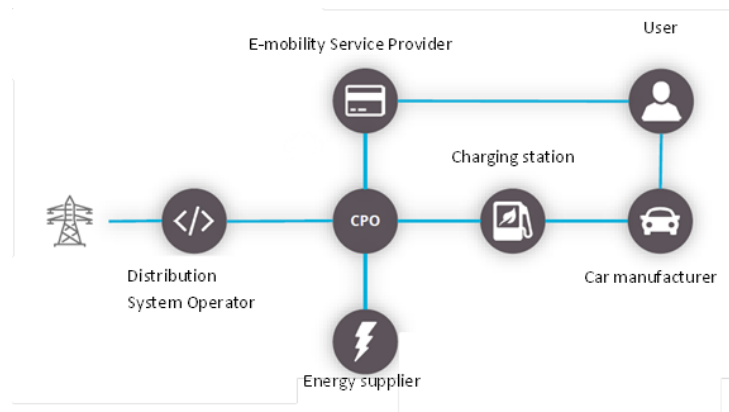 User
E-mobility Service Provider
Charging station
</>
CPO
Distribution
System Operator
Car manufacturer
Energy supplier